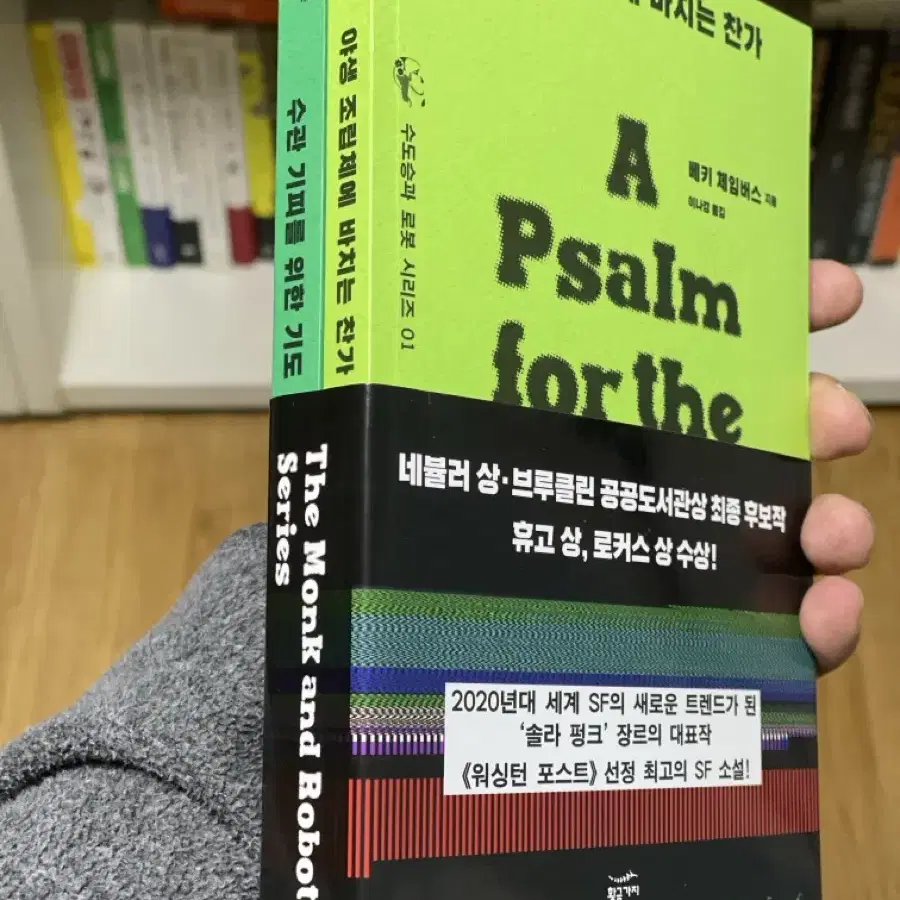 수관 기피를 위한 기도
야생 조립체에 바치는 찬가
수도승과 로봇 시리즈 01
바치는 찬가
A
Psalm
for the
베키 체임버스 지음
이나경 옮김
The Monk and Robot
Series
네뷸러 상·브루클린 공공도서관상 최종 후보작
휴고 상, 로커스 상 수상!
2020년대 세계 SF의 새로운 트렌드가 된
‘솔라 펑크’ 장르의 대표작
《워싱턴 포스트》 선정 최고의 SF 소설!
황금가지